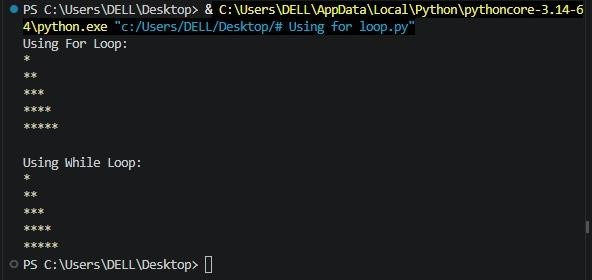 PS C:\Users\DELL\Desktop> & C:\Users\DELL\AppData\Local\Python\pythoncore-3.14-6
4\python.exe "c:/Users/DELL/Desktop/# Using for loop.py"
Using For Loop:
*
**
***
****
*****

Using While Loop:
*
**
***
****
*****
PS C:\Users\DELL\Desktop>